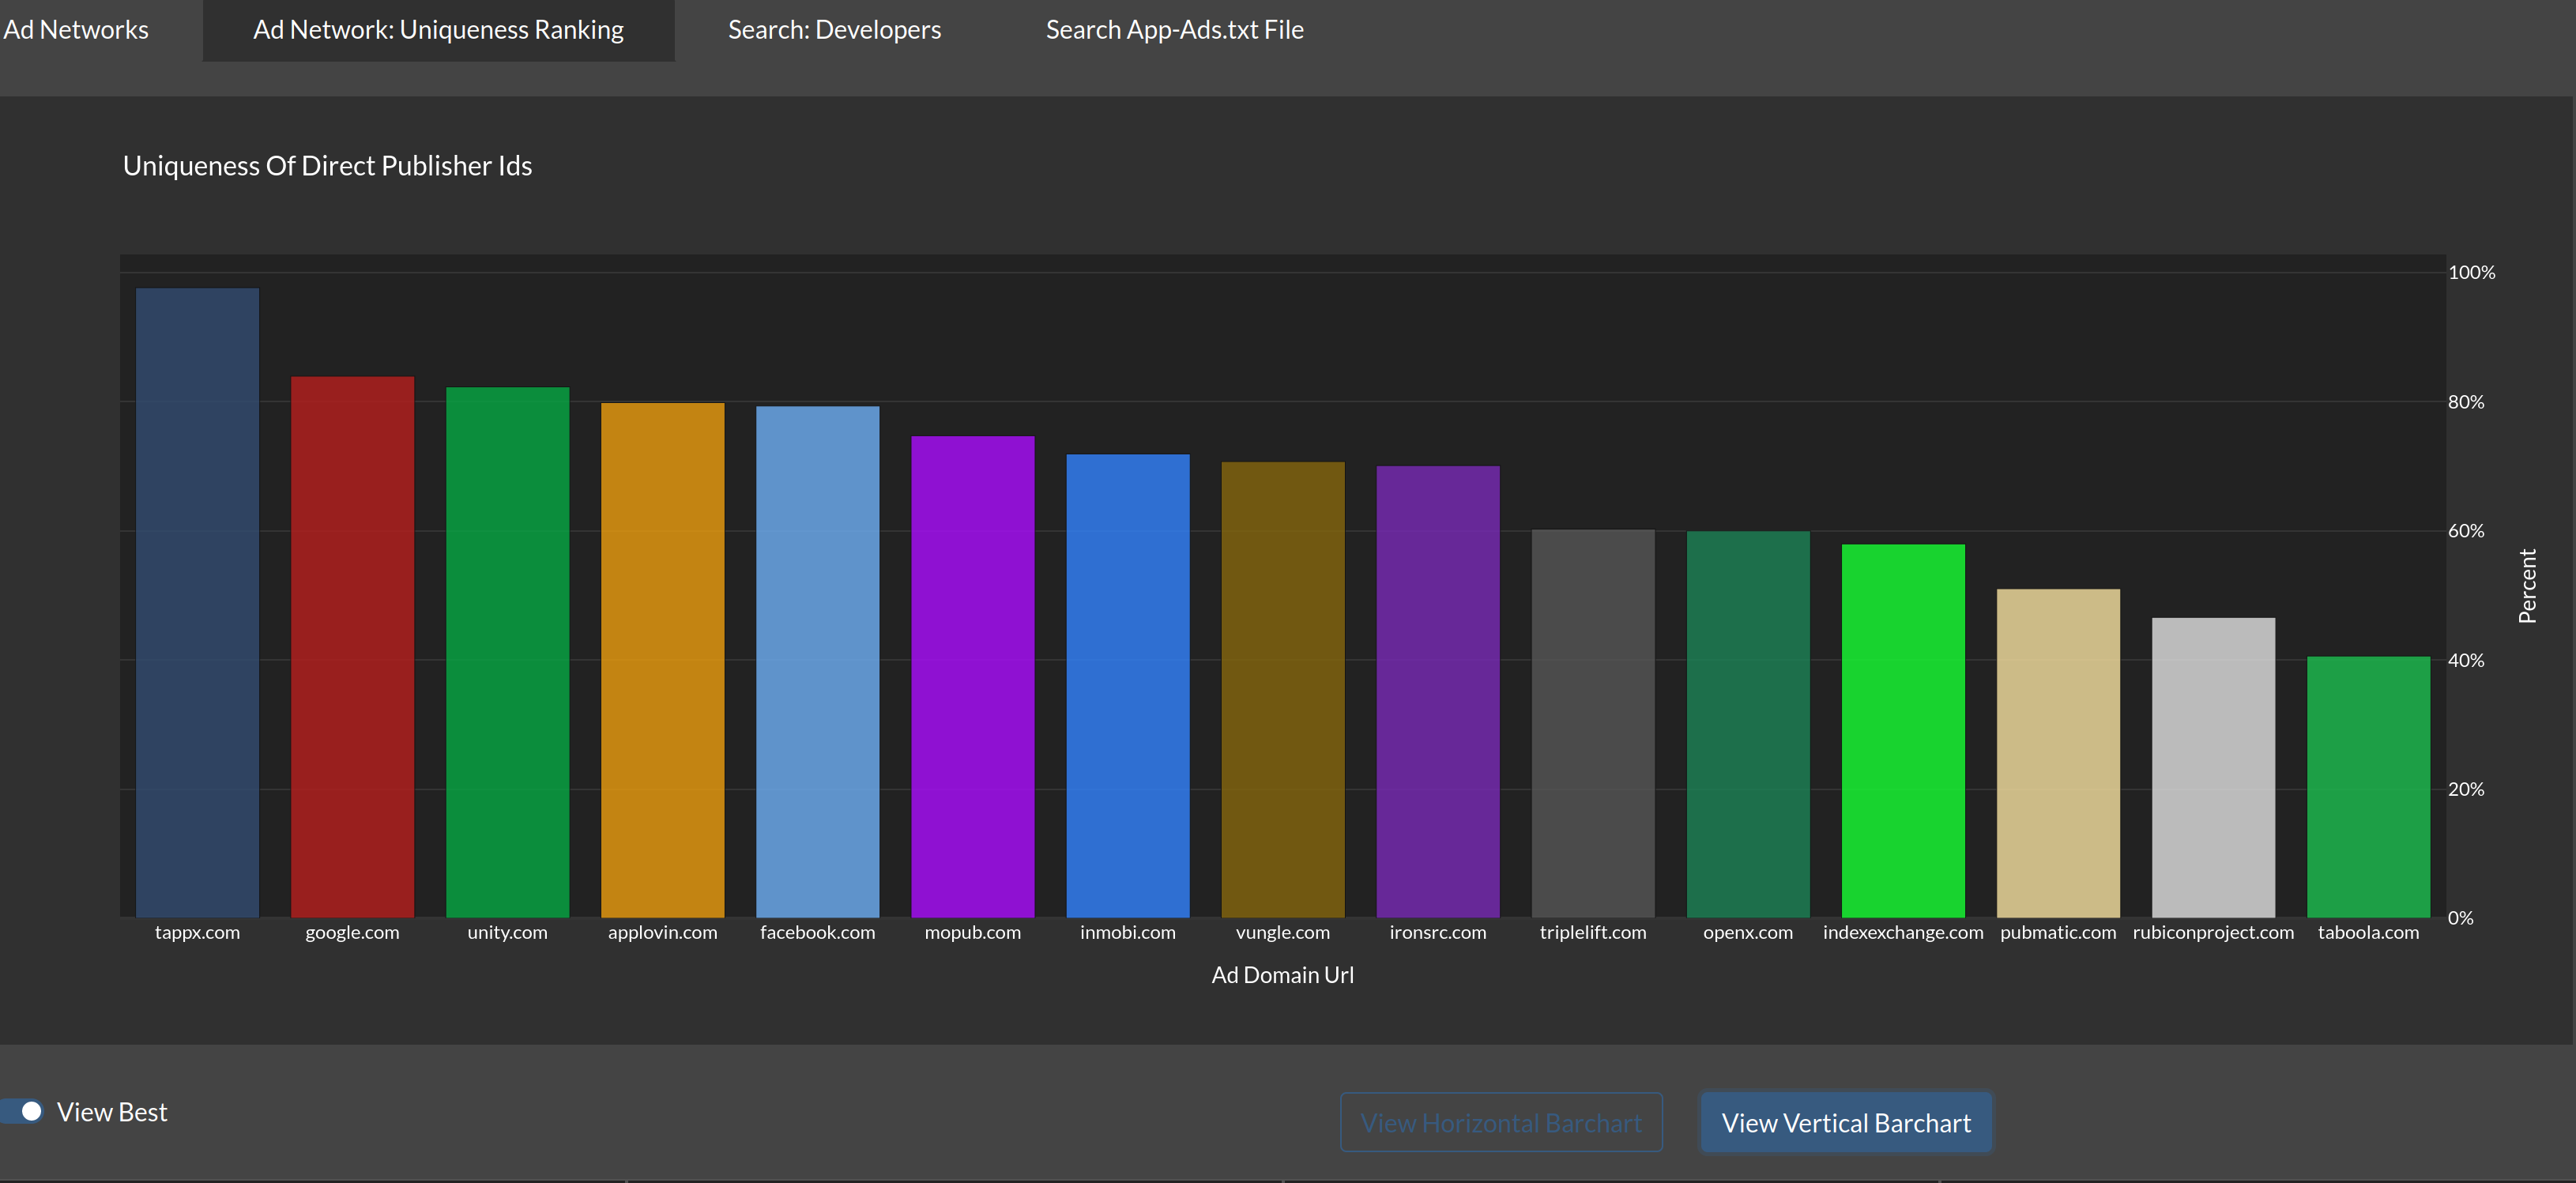 Ad Networks
Ad Network: Uniqueness Ranking
Search: Developers
Search App-Ads.txt File
Uniqueness Of Direct Publisher Ids
100%
80%
60%
40%
20%
0%
Percent
tappx.com
google.com
unity.com
applovin.com
facebook.com
mopub.com
inmobi.com
vungle.com
ironsrc.com
triplelift.com
openx.com
indexexchange.com
pubmatic.com
rubiconproject.com
taboola.com
Ad Domain Url
View Best
View Horizontal Barchart
View Vertical Barchart